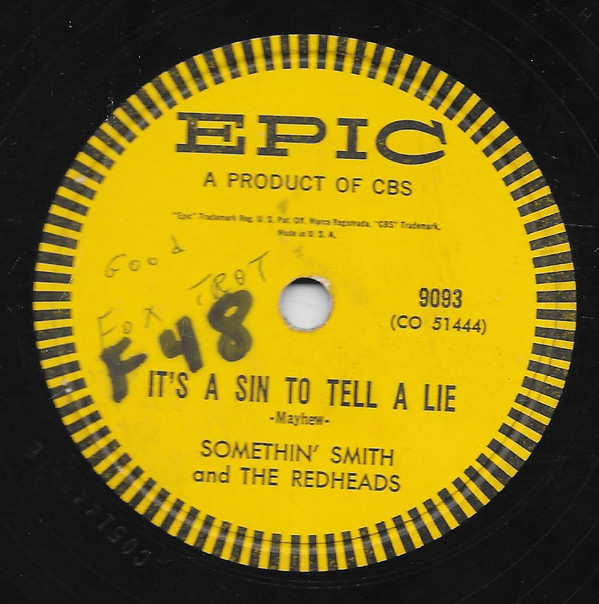 EPIC
A PRODUCT OF CBS
"Epic" Trademark Reg. U. S. Pat. Off. Marca Registrada, "CBS" Trademark,
Made in U. S. A.
Good
Fox TROT
F48
9093
(CO 51444)
IT'S A SIN TO TELL A LIE
-Mayhew-
SOMETHIN' SMITH
and THE REDHEADS